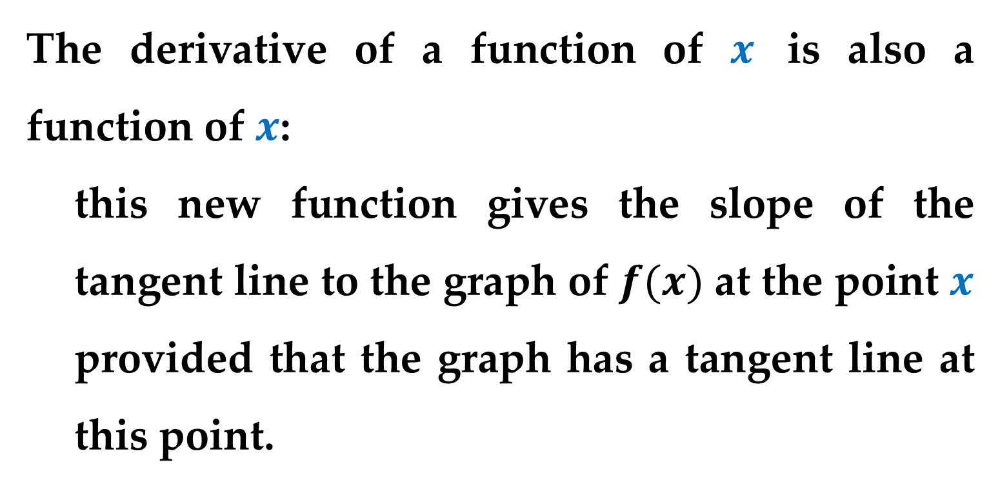 The derivative of a function of x is also a
function of x:
this new function gives the slope of the
tangent line to the graph of f(x) at the point x
provided that the graph has a tangent line at
this point.